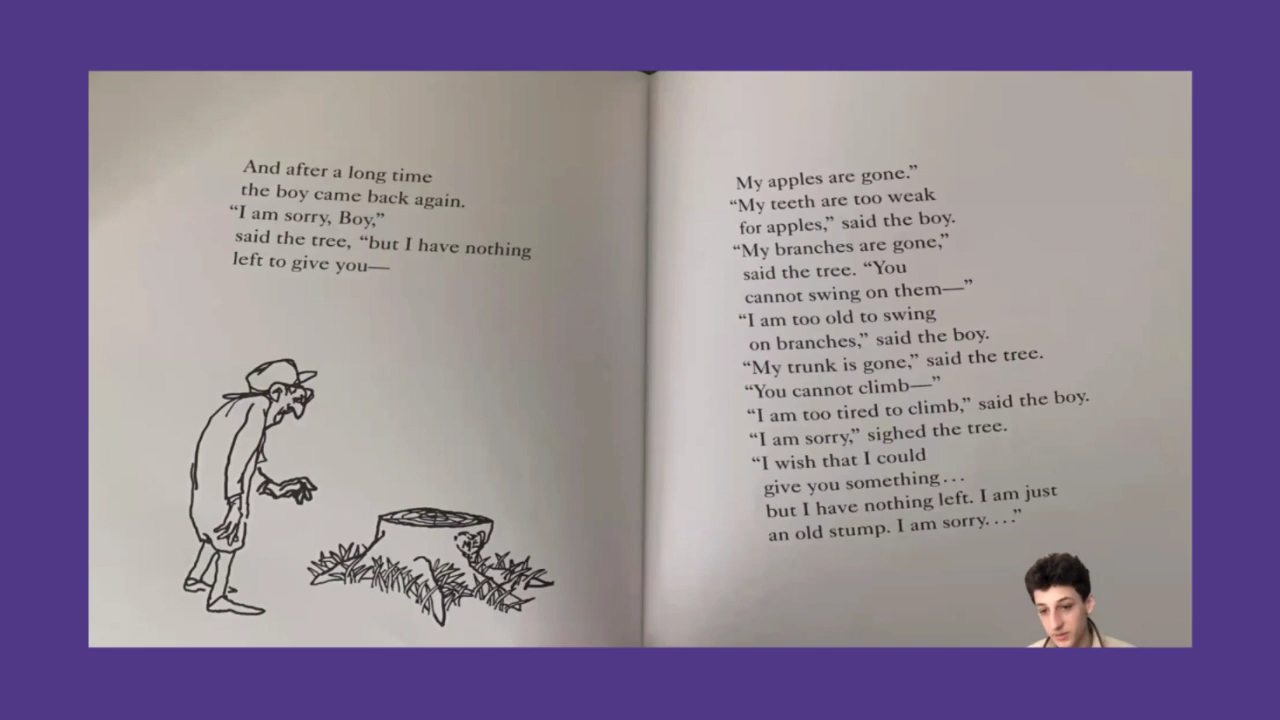 And after a long time
the boy came back again.
“I am sorry, Boy,”
said the tree, “but I have nothing
left to give you—
My apples are gone.”
“My teeth are too weak
for apples,” said the boy.
“My branches are gone,”
said the tree. “You
cannot swing on them—”
“I am too old to swing
on branches,” said the boy.
“My trunk is gone,” said the tree.
“You cannot climb—”
“I am too tired to climb,” said the boy.
“I am sorry,” sighed the tree.
“I wish that I could
give you something...
but I have nothing left. I am just
an old stump. I am sorry....”